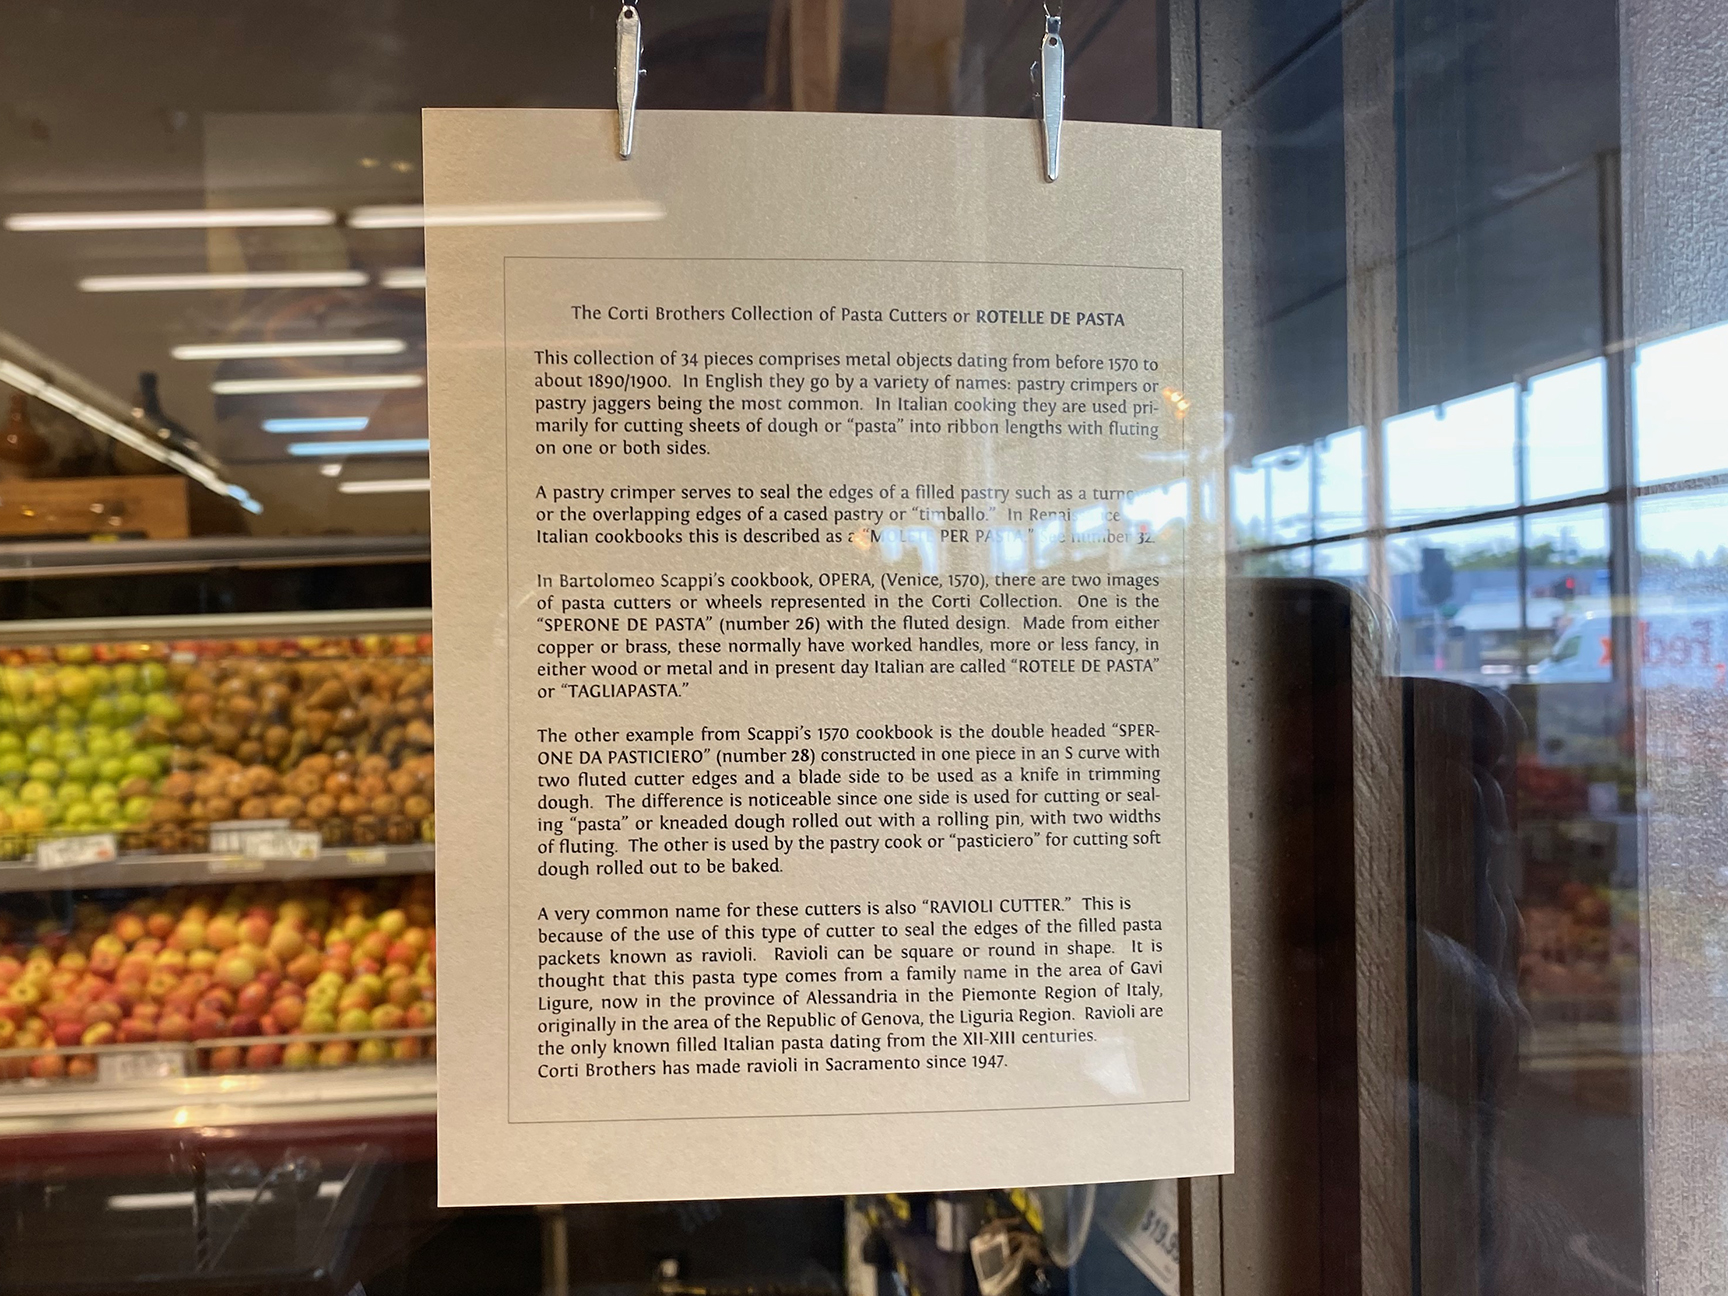 The Corti Brothers Collection of Pasta Cutters or ROTELLE DE PASTA
This collection of 34 pieces comprises metal objects dating from before 1570 to
about 1890/1900. In English they go by a variety of names: pastry crimpers or
pastry jaggers being the most common. In Italian cooking they are used pri-
marily for cutting sheets of dough or “pasta” into ribbon lengths with fluting
on one or both sides.
A pastry crimper serves to seal the edges of a filled pastry such as a
or the overlapping edges of a cased pastry or “timballo.” In
Italian cookbooks this is described as a “MOLETE PER PASTA.” See number 32.
In Bartolomeo Scappi’s cookbook, OPERA, (Venice, 1570), there are two images
of pasta cutters or wheels represented in the Corti Collection. One is the
“SPERONE DE PASTA” (number 26) with the fluted design. Made from either
copper or brass, these normally have worked handles, more or less fancy, in
either wood or metal and in present day Italian are called “ROTELE DE PASTA”
or “TAGLIAPASTA.”
The other example from Scappi’s 1570 cookbook is the double headed “SPER-
ONE DA PASTICIERO” (number 28) constructed in one piece in an S curve with
two fluted cutter edges and a blade side to be used as a knife in trimming
dough. The difference is noticeable since one side is used for cutting or seal-
ing “pasta” or kneaded dough rolled out with a rolling pin, with two widths
of fluting. The other is used by the pastry cook or “pasticiero” for cutting soft
dough rolled out to be baked.
A very common name for these cutters is also “RAVIOLI CUTTER.” This is
because of the use of this type of cutter to seal the edges of the filled pasta
packets known as ravioli. Ravioli can be square or round in shape. It is
thought that this pasta type comes from a family name in the area of Gavi
Ligure, now in the province of Alessandria in the Piemonte Region of Italy,
originally in the area of the Republic of Genova, the Liguria Region. Ravioli are
the only known filled Italian pasta dating from the XII-XIII centuries.
Corti Brothers has made ravioli in Sacramento since 1947.
FedEx